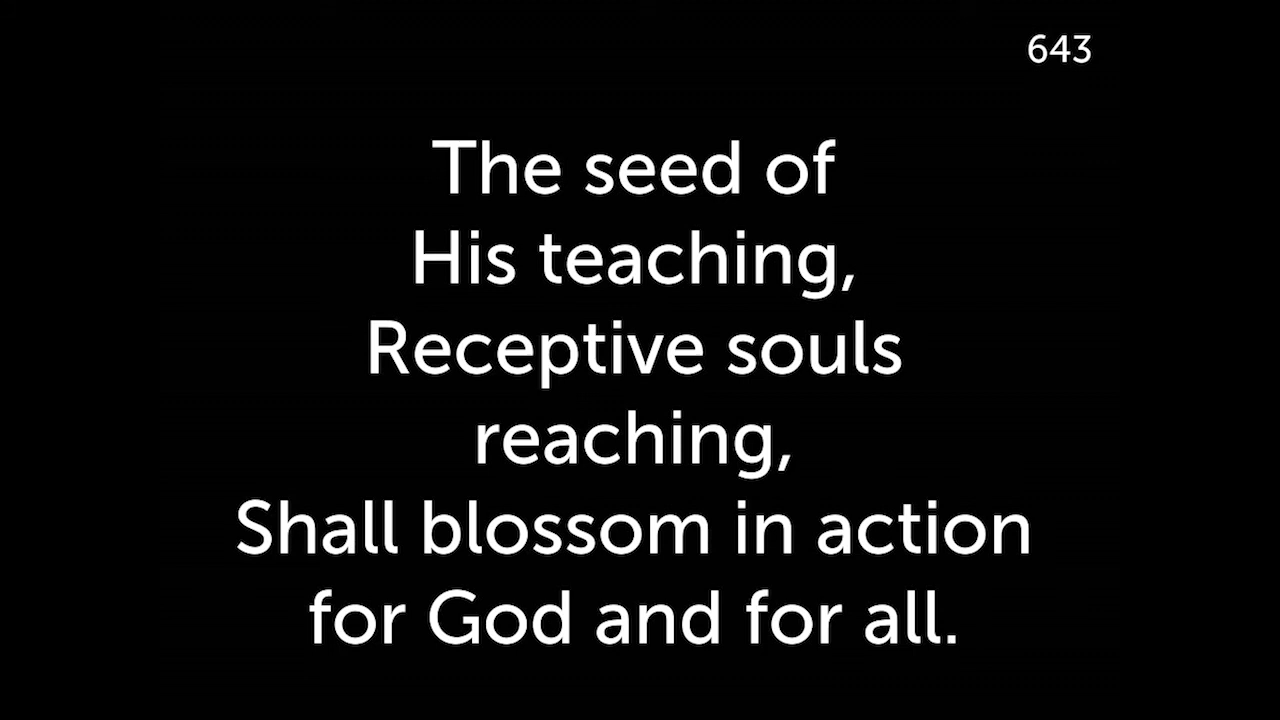 643
The seed of
His teaching,
Receptive souls
reaching,
Shall blossom in action
for God and for all.